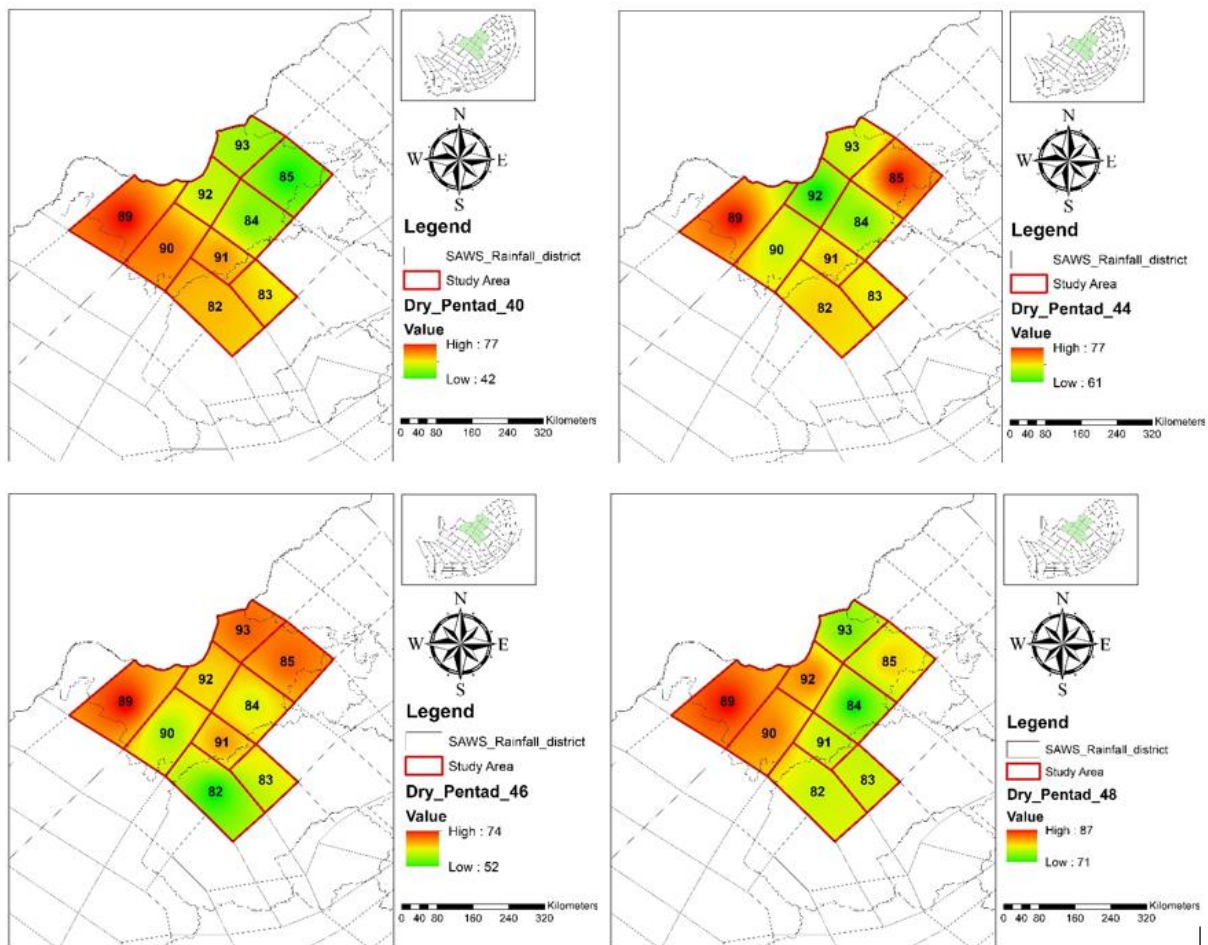 N
W E
S
Legend
SAWS_Rainfall_district
Study Area
Dry_Pentad_40
Value
High : 77
Low : 42
Kilometers
0 40 80 160 240 320
93
85
92
84
89
90
91
83
82
N
W E
S
Legend
SAWS_Rainfall_district
Study Area
Dry_Pentad_44
Value
High : 77
Low : 61
Kilometers
0 40 80 160 240 320
93
85
92
84
89
90
91
83
82
N
W E
S
Legend
SAWS_Rainfall_district
Study Area
Dry_Pentad_46
Value
High : 74
Low : 52
Kilometers
0 40 80 160 240 320
93
85
92
84
89
90
91
83
82
N
W E
S
Legend
SAWS_Rainfall_district
Study Area
Dry_Pentad_48
Value
High : 87
Low : 71
Kilometers
0 40 80 160 240 320
93
85
92
84
89
90
91
83
82